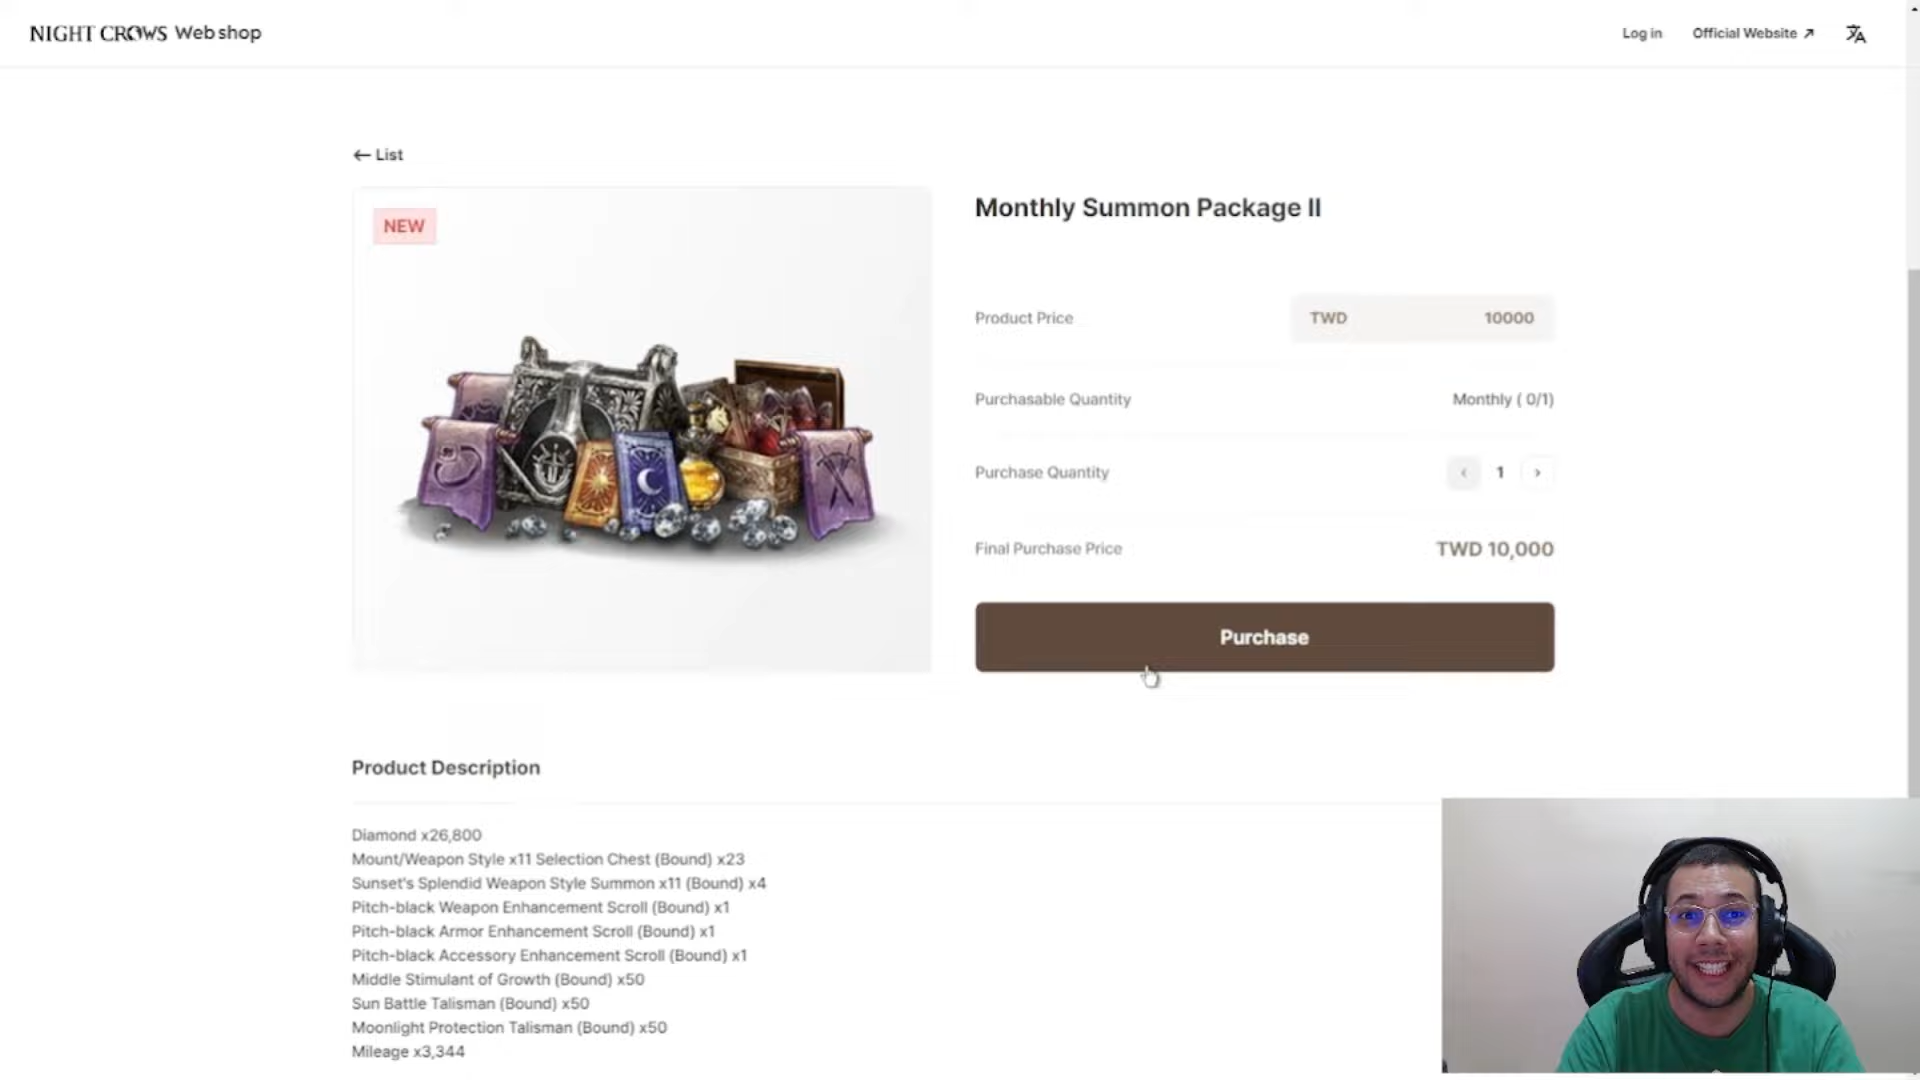 NIGHT CROWS Web shop
Log in
Official Website
← List
NEW
Monthly Summon Package II
Product Price
TWD 10000
Purchasable Quantity
Monthly ( 0/1)
Purchase Quantity
‹ 1 ›
Final Purchase Price
TWD 10,000
Purchase
Product Description
Diamond x26,800
Mount/Weapon Style x11 Selection Chest (Bound) x23
Sunset's Splendid Weapon Style Summon x11 (Bound) x4
Pitch-black Weapon Enhancement Scroll (Bound) x1
Pitch-black Armor Enhancement Scroll (Bound) x1
Pitch-black Accessory Enhancement Scroll (Bound) x1
Middle Stimulant of Growth (Bound) x50
Sun Battle Talisman (Bound) x50
Moonlight Protection Talisman (Bound) x50
Mileage x3,344